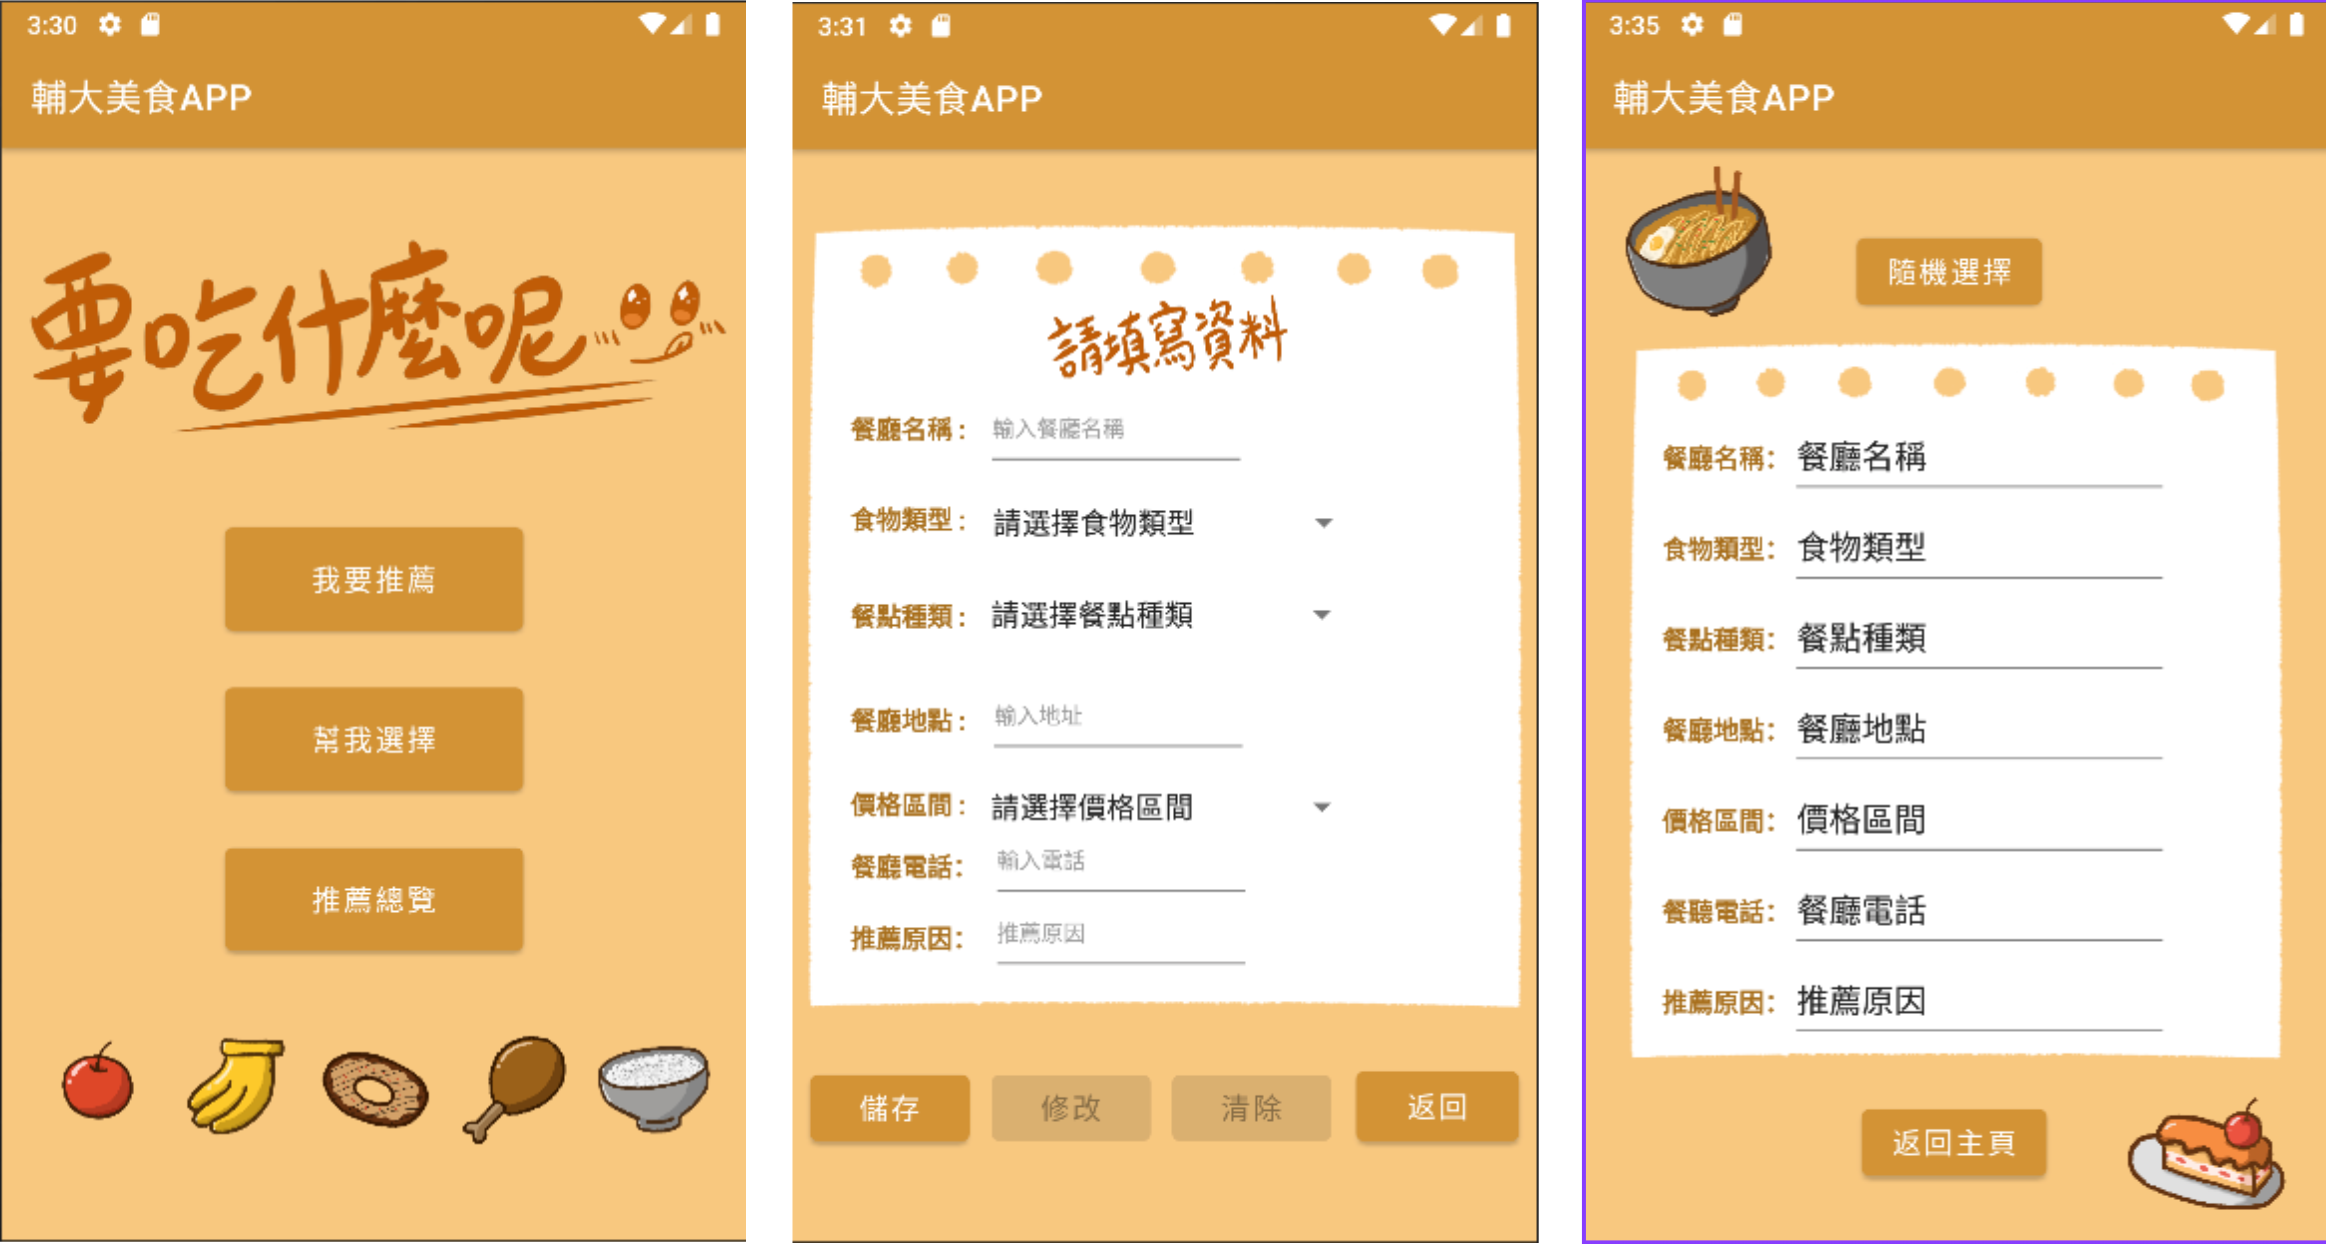 3:30
輔大美食APP
要吃什麼呢
我要推薦
幫我選擇
推薦總覽
3:31
輔大美食APP
請填寫資料
餐廳名稱： 輸入餐廳名稱
食物類型： 請選擇食物類型
餐點種類： 請選擇餐點種類
餐廳地點： 輸入地址
價格區間： 請選擇價格區間
餐廳電話： 輸入電話
推薦原因： 推薦原因
儲存 修改 清除 返回
3:35
輔大美食APP
隨機選擇
餐廳名稱： 餐廳名稱
食物類型： 食物類型
餐點種類： 餐點種類
餐廳地點： 餐廳地點
價格區間： 價格區間
餐聽電話： 餐廳電話
推薦原因： 推薦原因
返回主頁